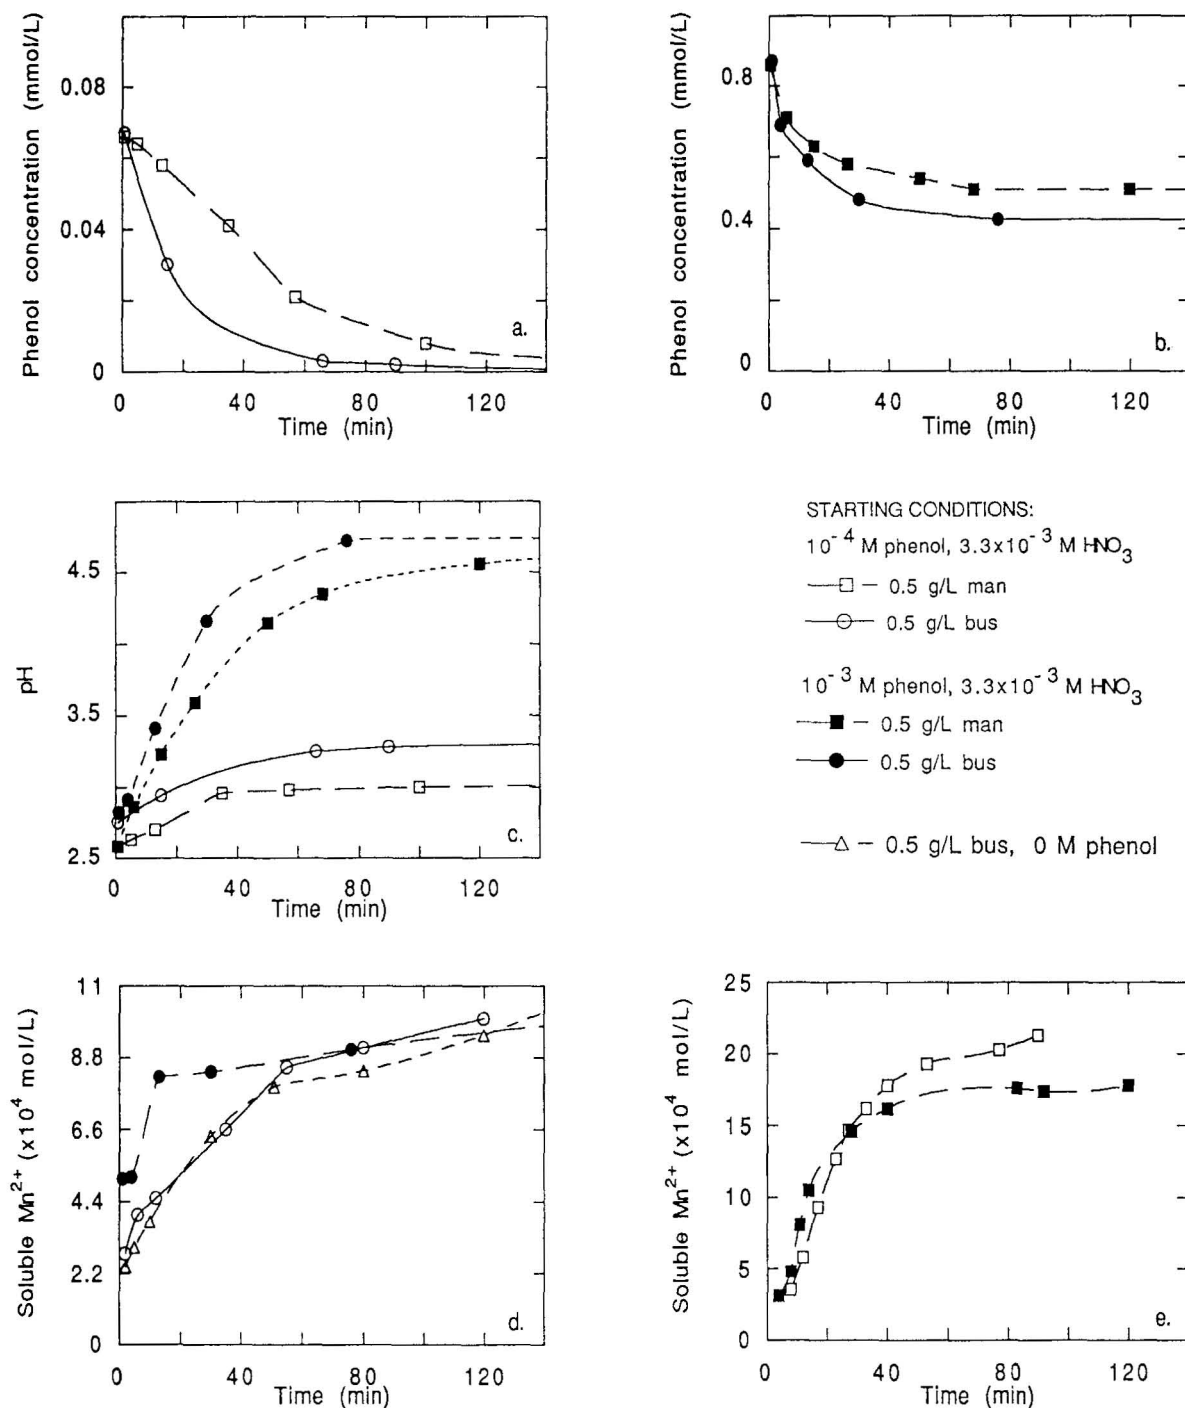 Phenol concentration (mmol/L)
0.08
0.04
0
a.
0 40 80 120
Time (min)
Phenol concentration (mmol/L)
0.8
0.4
0
b.
0 40 80 120
Time (min)
pH
4.5
3.5
2.5
c.
0 40 80 120
Time (min)
STARTING CONDITIONS:
10⁻⁴ M phenol, 3.3x10⁻³ M HNO₃
0.5 g/L man
0.5 g/L bus
10⁻³ M phenol, 3.3x10⁻³ M HNO₃
0.5 g/L man
0.5 g/L bus
0.5 g/L bus, 0 M phenol
Soluble Mn²⁺ (x10⁴ mol/L)
11
8.8
6.6
4.4
2.2
0
d.
0 40 80 120
Time (min)
Soluble Mn²⁺ (x10⁴ mol/L)
25
20
15
10
5
0
e.
0 40 80 120
Time (min)